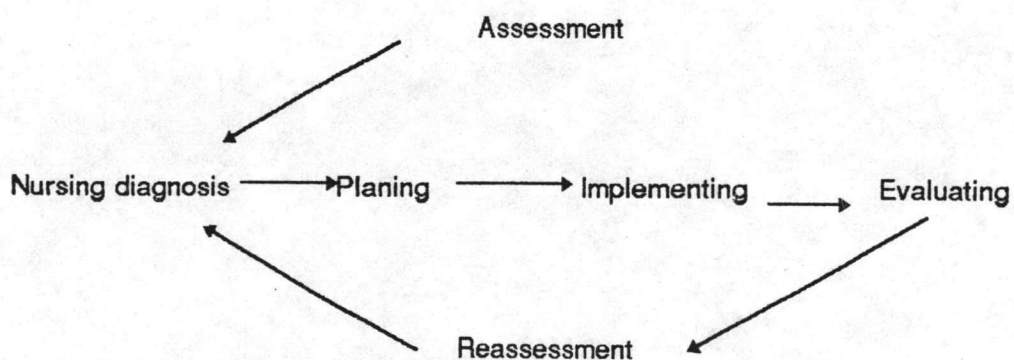 Assessment
Nursing diagnosis Planing Implementing Evaluating
Reassessment